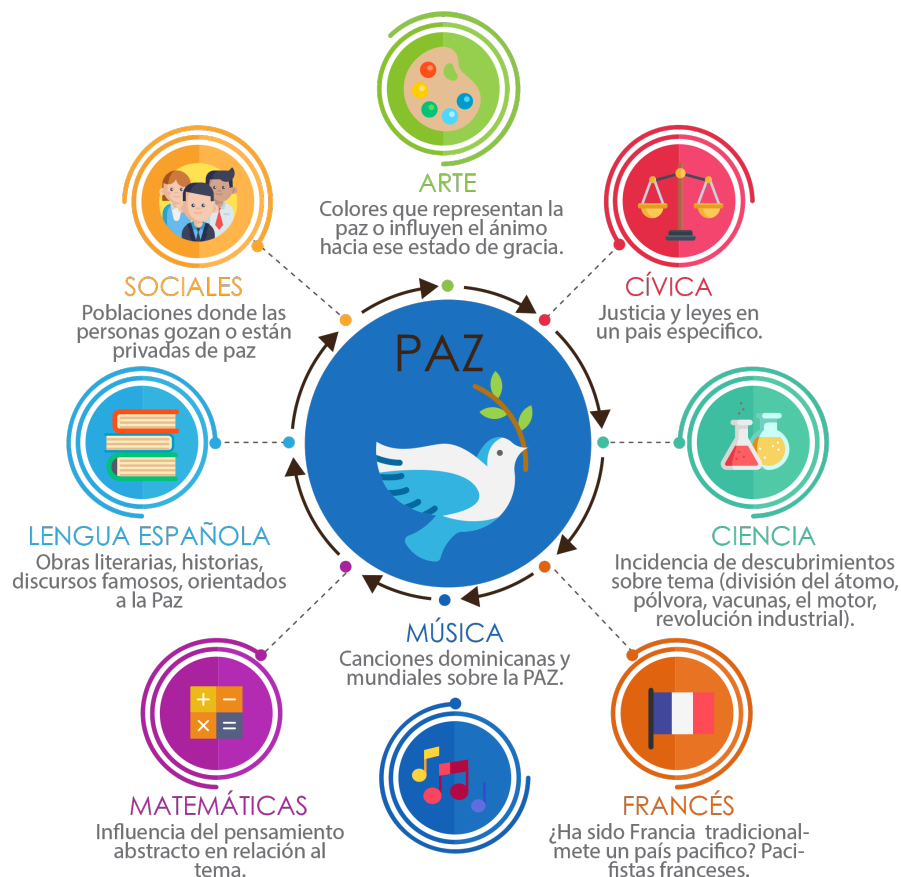 ARTE
Colores que representan la
paz o influyen el ánimo
hacia ese estado de gracia.
SOCIALES
Poblaciones donde las
personas gozan o están
privadas de paz
CÍVICA
Justicia y leyes en
un pais especifico.
PAZ
LENGUA ESPAÑOLA
Obras literarias, historias,
discursos famosos, orientados
a la Paz
CIENCIA
Incidencia de descubrimientos
sobre tema (división del átomo,
pólvora, vacunas, el motor,
revolución industrial).
MÚSICA
Canciones dominicanas y
mundiales sobre la PAZ.
MATEMÁTICAS
Influencia del pensamiento
abstracto en relación al
tema.
FRANCÉS
¿Ha sido Francia  tradicional-
mete un país pacifico? Paci-
fistas franceses.